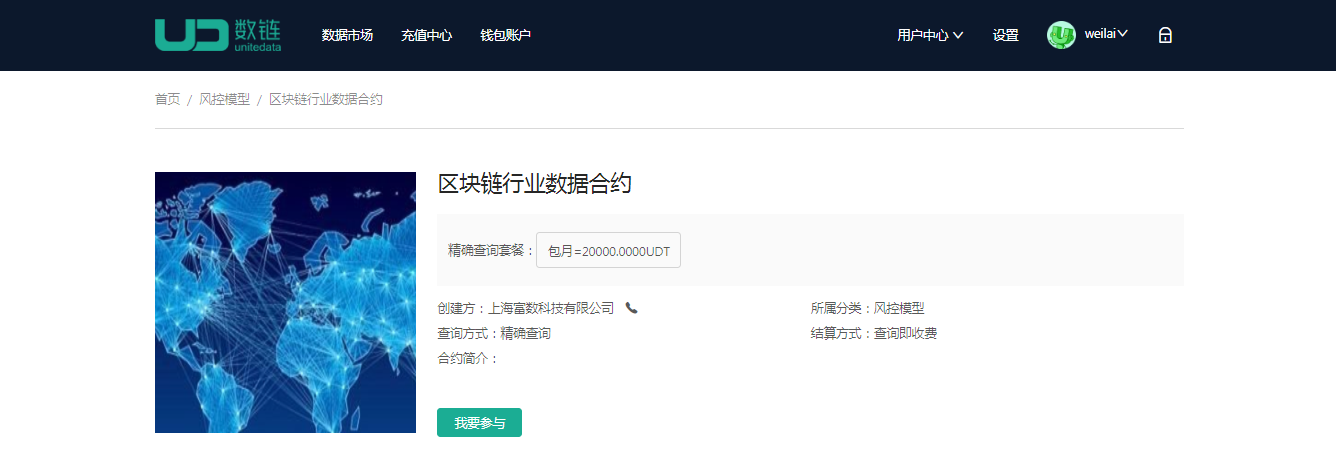 数链
unitedata
数据市场 充值中心 钱包账户 用户中心 设置 weilai
首页 / 风控模型 / 区块链行业数据合约
区块链行业数据合约
精确查询套餐： 包月=20000.0000UDT
创建方：上海富数科技有限公司 所属分类：风控模型
查询方式：精确查询 结算方式：查询即收费
合约简介：
我要参与